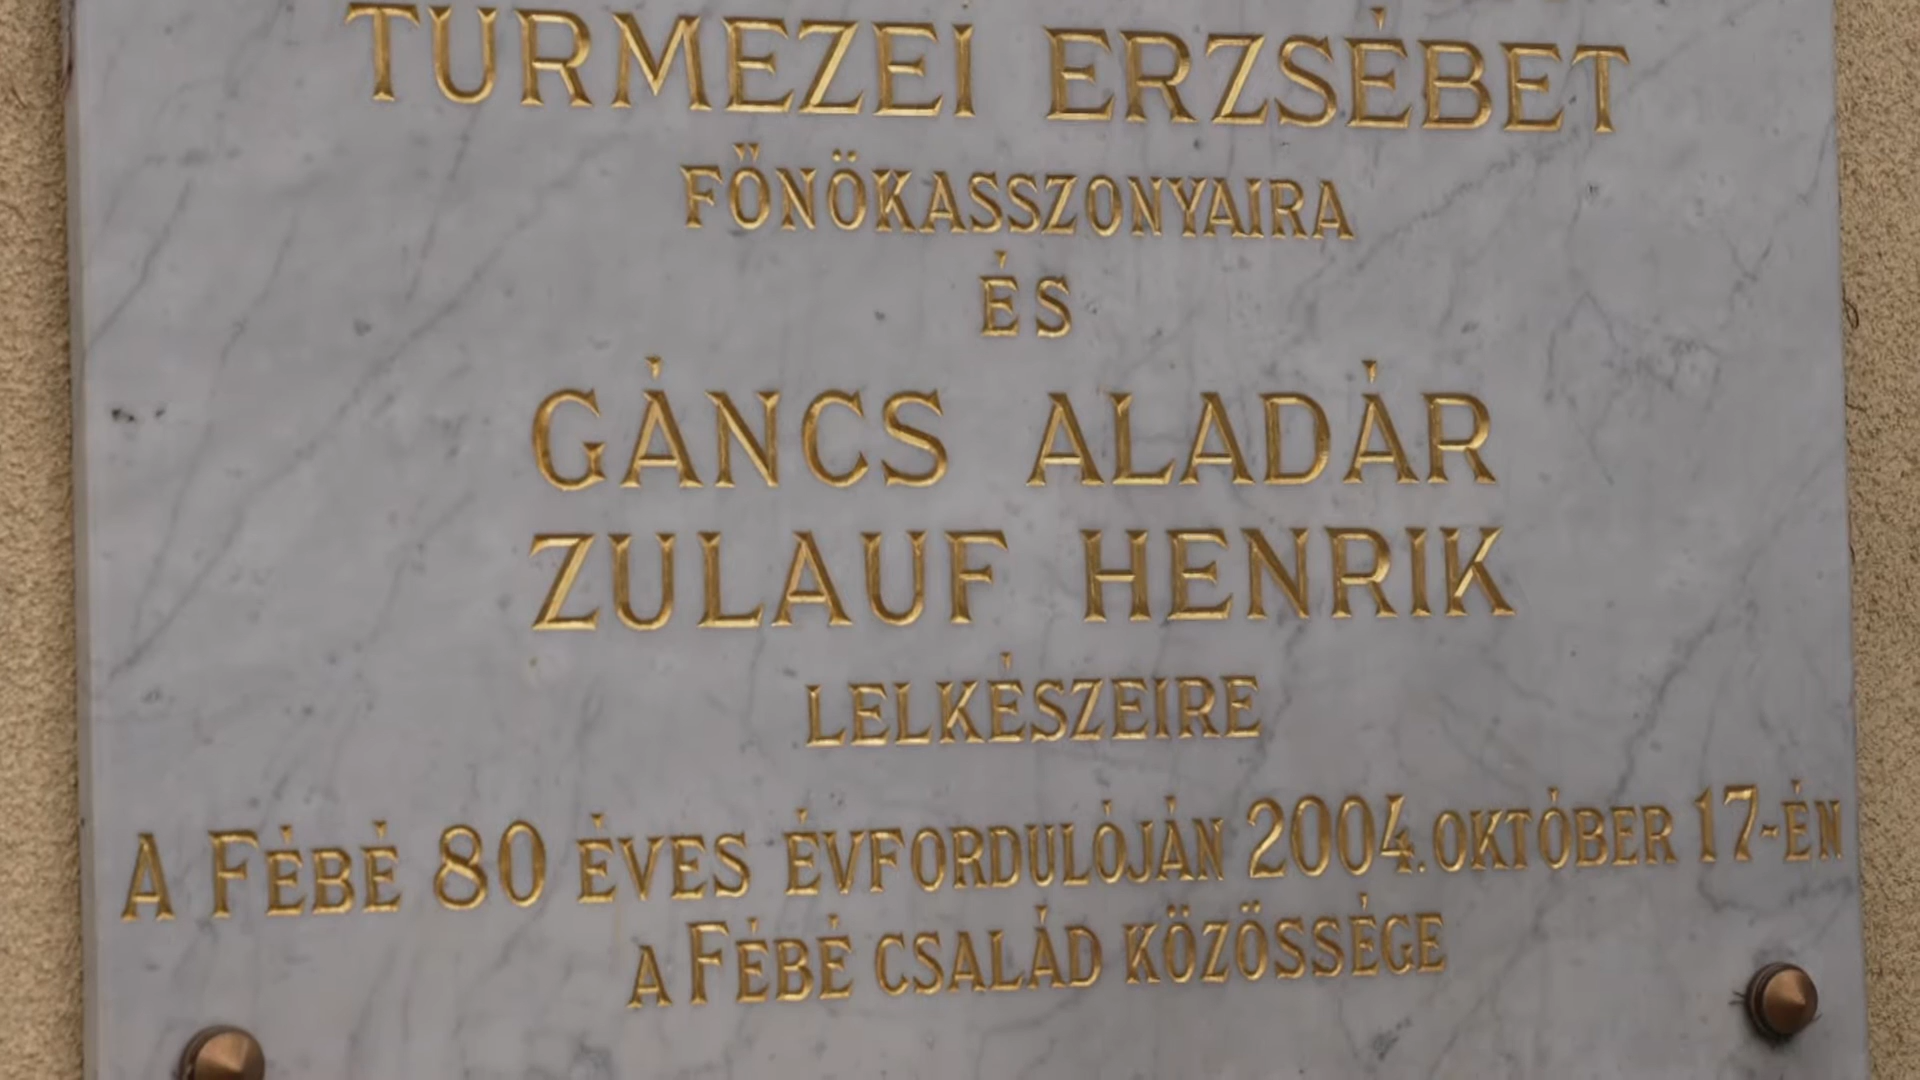 TÚRMEZEI ERZSÉBET
FŐNÖKASSZONYAIRA
ÉS
GÁNCS ALADÁR
ZULAUF HENRIK
LELKÉSZEIRE
A FÉBÉ 80 ÉVES ÉVFORDULÓJÁN 2004. OKTÓBER 17-ÉN
A FÉBÉ CSALÁD KÖZÖSSÉGE